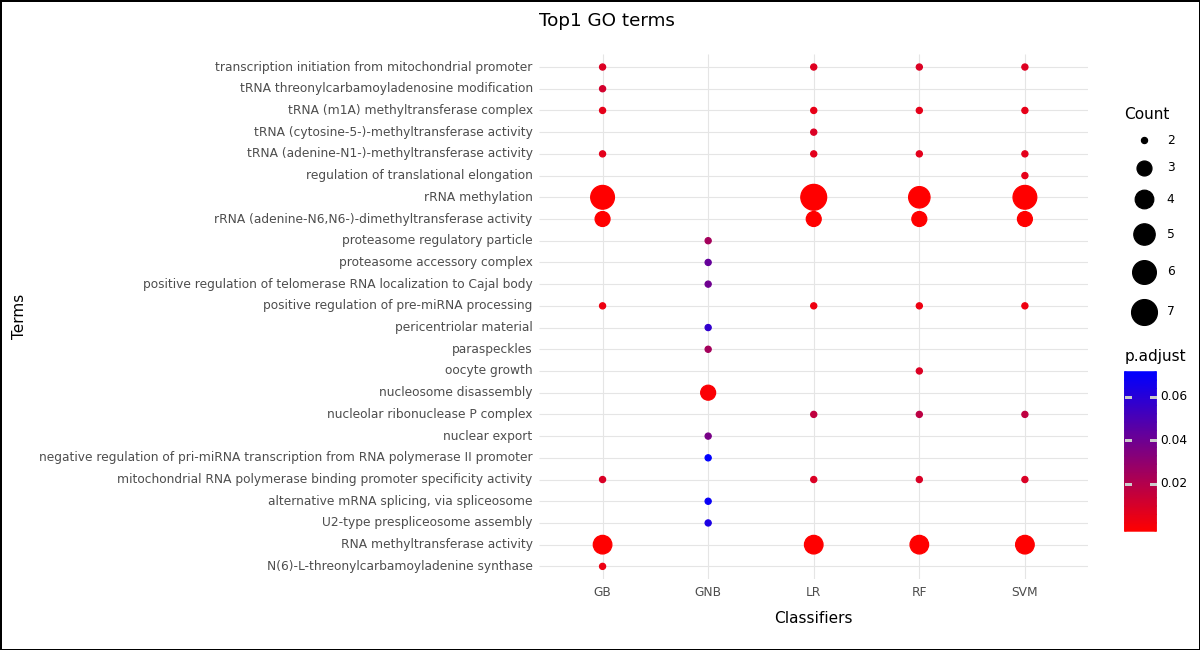 Top1 GO terms
transcription initiation from mitochondrial promoter
tRNA threonylcarbamoyladenosine modification
tRNA (m1A) methyltransferase complex
tRNA (cytosine-5-)-methyltransferase activity
tRNA (adenine-N1-)-methyltransferase activity
regulation of translational elongation
rRNA methylation
rRNA (adenine-N6,N6-)-dimethyltransferase activity
proteasome regulatory particle
proteasome accessory complex
positive regulation of telomerase RNA localization to Cajal body
positive regulation of pre-miRNA processing
pericentriolar material
paraspeckles
oocyte growth
nucleosome disassembly
nucleolar ribonuclease P complex
nuclear export
negative regulation of pri-miRNA transcription from RNA polymerase II promoter
mitochondrial RNA polymerase binding promoter specificity activity
alternative mRNA splicing, via spliceosome
U2-type prespliceosome assembly
RNA methyltransferase activity
N(6)-L-threonylcarbamoyladenine synthase
Terms
GB GNB LR RF SVM
Classifiers
Count
2
3
4
5
6
7
p.adjust
0.06
0.04
0.02